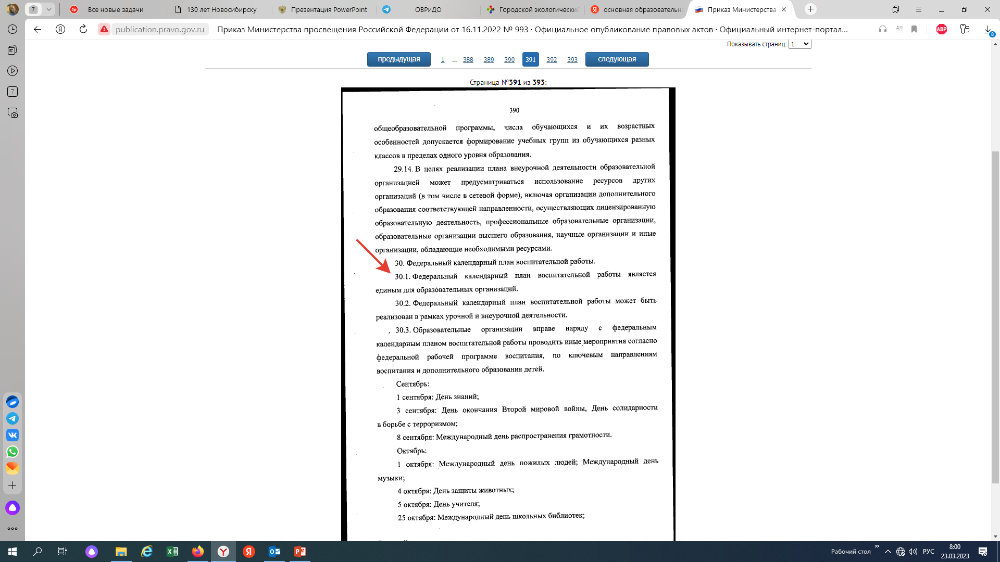 7
Все новые задачи
130 лет Новосибирску
Презентация PowerPoint
ОВРиДО
Городской экологический
основная образовательна
Приказ Министерства
publication.pravo.gov.ru
Приказ Министерства просвещения Российской Федерации от 16.11.2022 № 993 · Официальное опубликование правовых актов · Официальный интернет-портал...
ABP
8
7
Показывать страниц: 1
предыдущая 1 ... 388 389 390 391 392 393 следующая
Страница №391 из 393:
390
общеобразовательной программы, числа обучающихся и их возрастных
особенностей допускается формирование учебных групп из обучающихся разных
классов в пределах одного уровня образования.
29.14. В целях реализации плана внеурочной деятельности образовательной
организацией может предусматриваться использование ресурсов других
организаций (в том числе в сетевой форме), включая организации дополнительного
образования соответствующей направленности, осуществляющих лицензированную
образовательную деятельность, профессиональные образовательные организации,
образовательные организации высшего образования, научные организации и иные
организации, обладающие необходимыми ресурсами.
30. Федеральный календарный план воспитательной работы.
30.1. Федеральный календарный план воспитательной работы является
единым для образовательных организаций.
30.2. Федеральный календарный план воспитательной работы может быть
реализован в рамках урочной и внеурочной деятельности.
30.3. Образовательные организации вправе наряду с федеральным
календарным планом воспитательной работы проводить иные мероприятия согласно
федеральной рабочей программе воспитания, по ключевым направлениям
воспитания и дополнительного образования детей.
Сентябрь:
1 сентября: День знаний;
3 сентября: День окончания Второй мировой войны, День солидарности
в борьбе с терроризмом;
8 сентября: Международный день распространения грамотности.
Октябрь:
1 октября: Международный день пожилых людей; Международный день
музыки;
4 октября: День защиты животных;
5 октября: День учителя;
25 октября: Международный день школьных библиотек;
Рабочий стол
РУС
8:00
23.03.2023